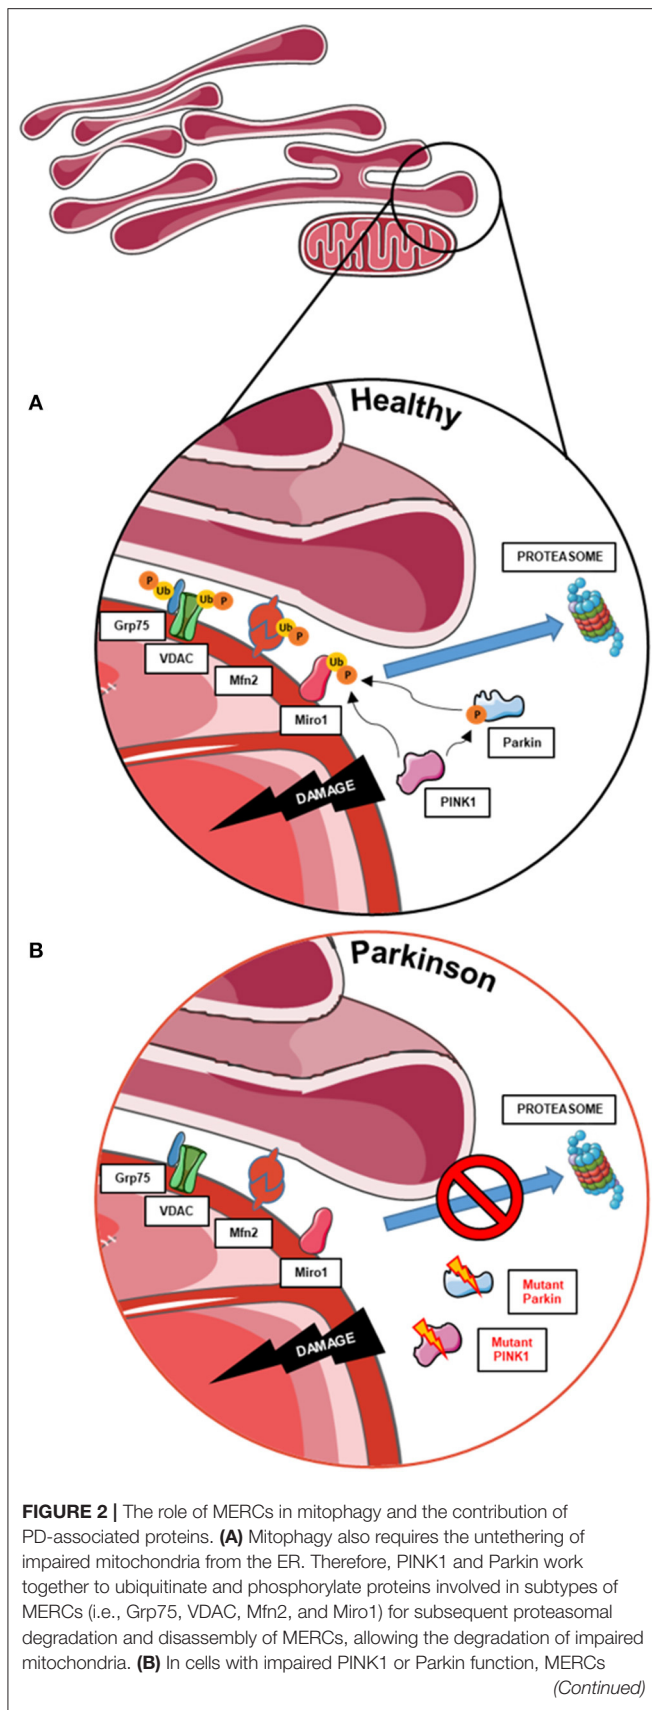 A
Healthy
PROTEASOME
P
Ub
Ub
P
Grp75
VDAC
Ub
P
Mfn2
Ub
P
Miro1
P
Parkin
PINK1
DAMAGE
B
Parkinson
PROTEASOME
Grp75
VDAC
Mfn2
Miro1
Mutant
Parkin
Mutant
PINK1
DAMAGE
FIGURE 2 | The role of MERCs in mitophagy and the contribution of
PD-associated proteins. (A) Mitophagy also requires the untethering of
impaired mitochondria from the ER. Therefore, PINK1 and Parkin work
together to ubiquitinate and phosphorylate proteins involved in subtypes of
MERCs (i.e., Grp75, VDAC, Mfn2, and Miro1) for subsequent proteasomal
degradation and disassembly of MERCs, allowing the degradation of impaired
mitochondria. (B) In cells with impaired PINK1 or Parkin function, MERCs
(Continued)